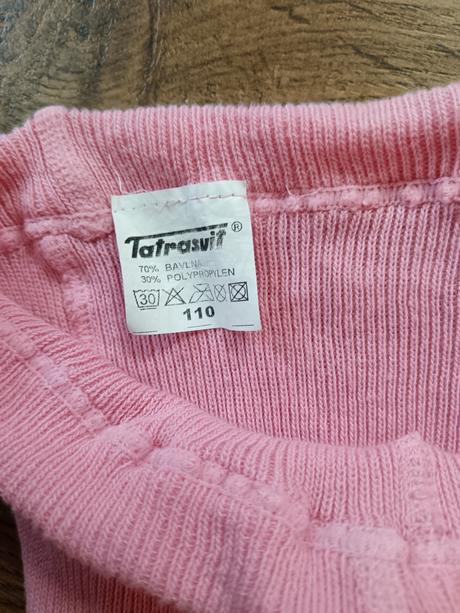 Tatrasvit®
70% BAVLNA
30% POLYPROPYLEN
30
110